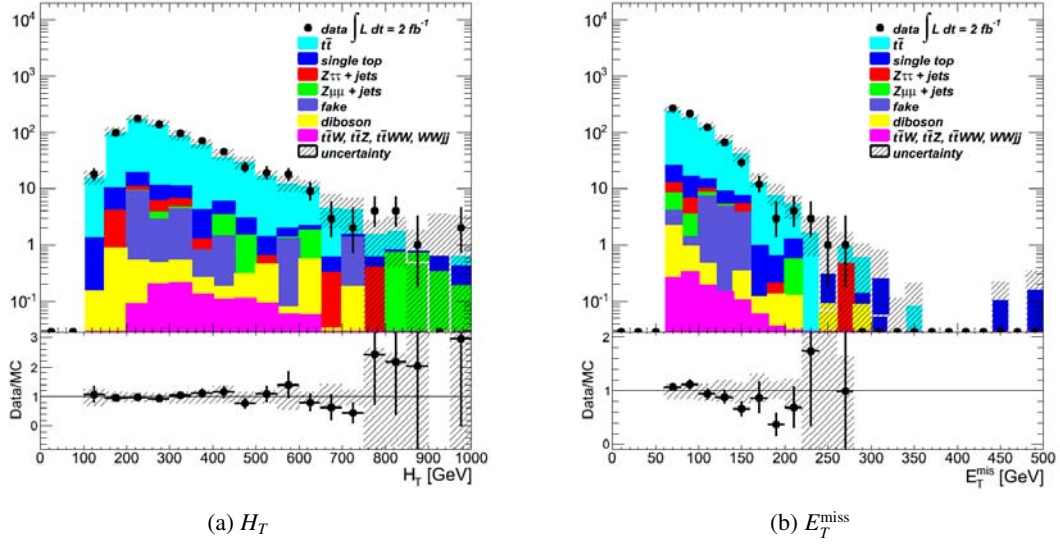 10⁴
10³
10²
10
1
10⁻¹
data ∫ L dt = 2 fb⁻¹
tt̄
single top
Zττ + jets
Zμμ + jets
fake
diboson
tt̄W, tt̄Z, tt̄WW, WWjj
uncertainty
Data/MC
3
2
1
0
0 100 200 300 400 500 600 700 800 900 1000
H_T [GeV]
(a) H_T
10⁴
10³
10²
10
1
10⁻¹
data ∫ L dt = 2 fb⁻¹
tt̄
single top
Zττ + jets
Zμμ + jets
fake
diboson
tt̄W, tt̄Z, tt̄WW, WWjj
uncertainty
Data/MC
2
1
0
0 50 100 150 200 250 300 350 400 450 500
E_T^mis [GeV]
(b) E_T^miss